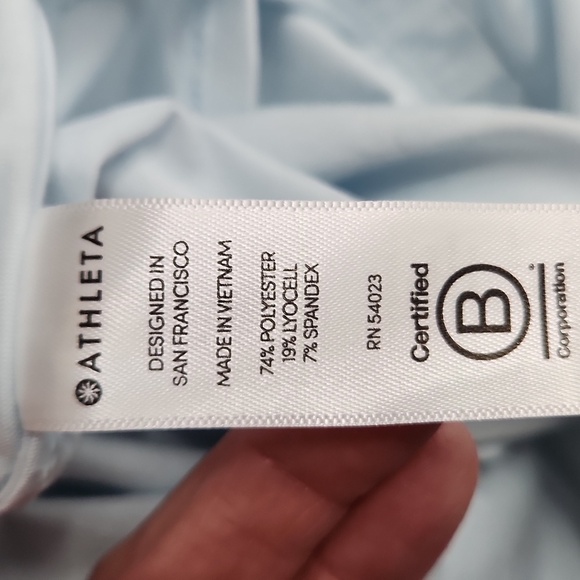 ATHLETA
DESIGNED IN
SAN FRANCISCO
MADE IN VIETNAM
74% POLYESTER
19% LYOCELL
7% SPANDEX
RN 54023
Certified
B
Corporation